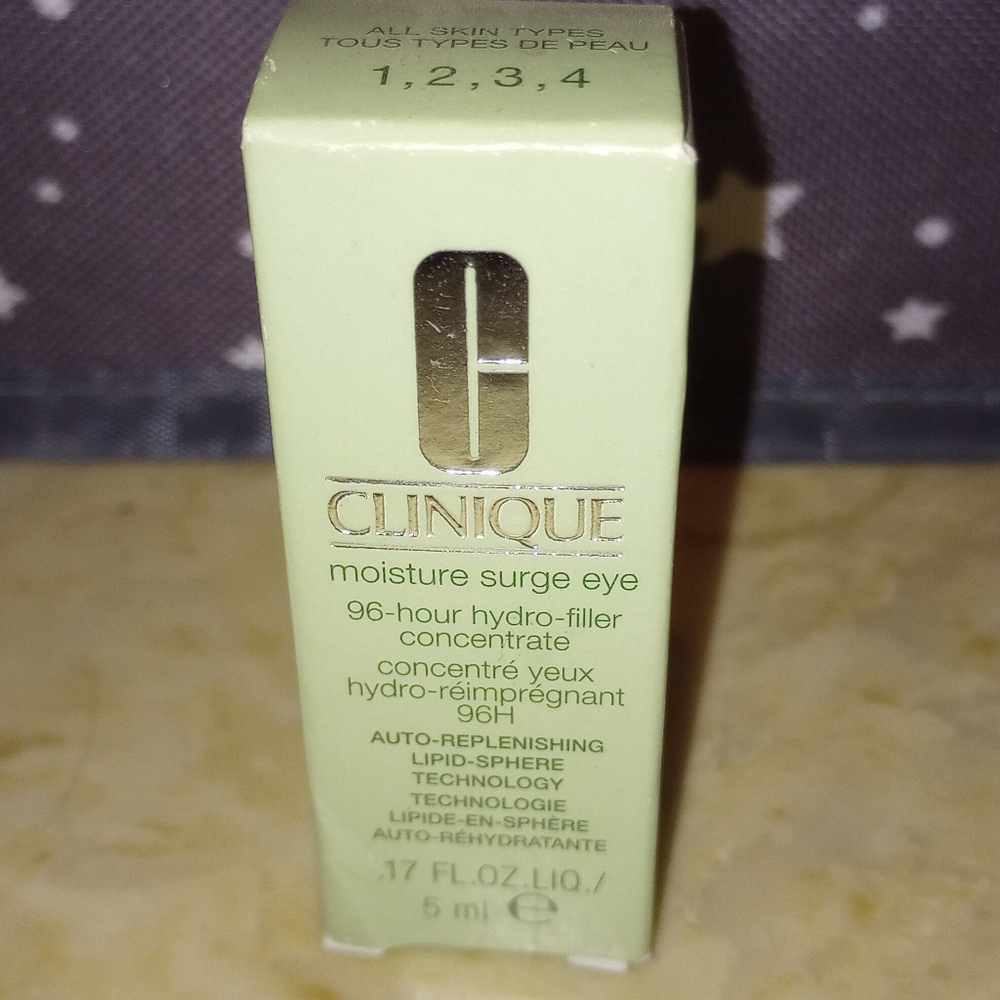 ALL SKIN TYPES
TOUS TYPES DE PEAU
1,2,3,4
CLINIQUE
moisture surge eye
96-hour hydro-filler
concentrate
concentré yeux
hydro-réimprégnant
96H
AUTO-REPLENISHING
LIPID-SPHERE
TECHNOLOGY
TECHNOLOGIE
LIPIDE-EN-SPHÈRE
AUTO-RÉHYDRATANTE
.17 FL.OZ.LIQ./
5 ml ℮